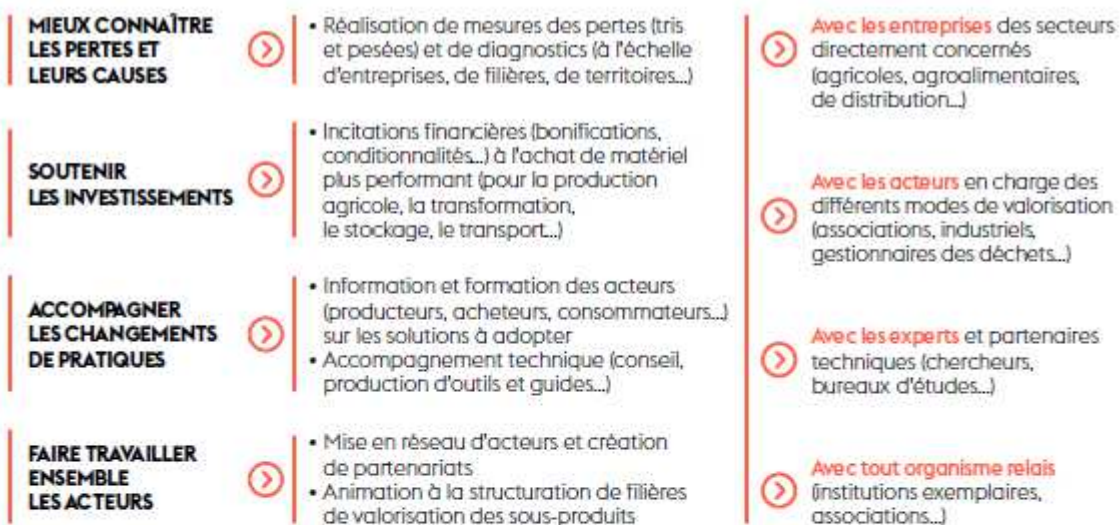 MIEUX CONNAÎTRE
LES PERTES ET
LEURS CAUSES
• Réalisation de mesures des pertes (tris
et pesées) et de diagnostics (à l'échelle
d'entreprises, de filières, de territoires...)
SOUTENIR
LES INVESTISSEMENTS
• Incitations financières (bonifications,
conditionnalités...) à l'achat de matériel
plus performant (pour la production
agricole, la transformation,
le stockage, le transport...)
ACCOMPAGNER
LES CHANGEMENTS
DE PRATIQUES
• Information et formation des acteurs
(producteurs, acheteurs, consommateurs...)
sur les solutions à adopter
• Accompagnement technique (conseil,
production d'outils et guides...)
FAIRE TRAVAILLER
ENSEMBLE
LES ACTEURS
• Mise en réseau d'acteurs et création
de partenariats
• Animation à la structuration de filières
de valorisation des sous-produits
Avec les entreprises des secteurs
directement concernés
(agricoles, agroalimentaires,
de distribution...)
Avec les acteurs en charge des
différents modes de valorisation
(associations, industriels,
gestionnaires des déchets...)
Avec les experts et partenaires
techniques (chercheurs,
bureaux d'études...)
Avec tout organisme relais
(institutions exemplaires,
associations...)